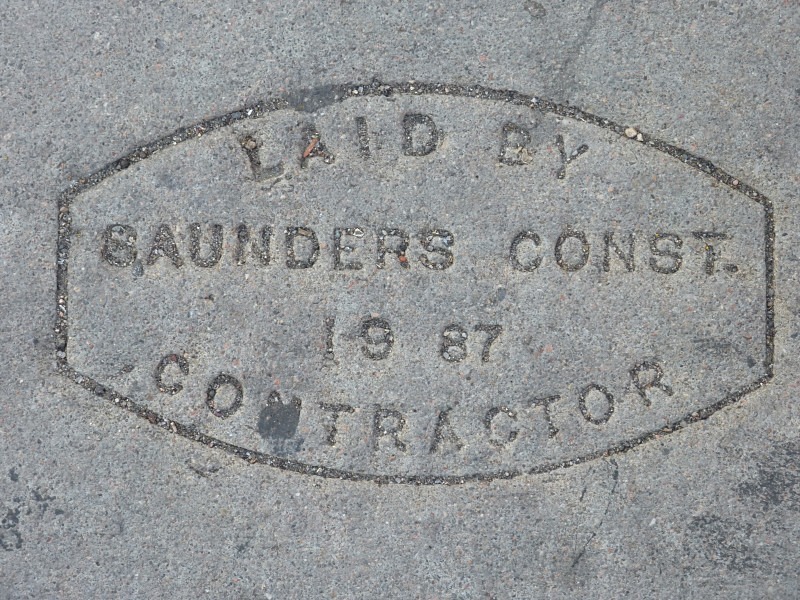 LAID BY
SAUNDERS CONST.
19 87
CONTRACTOR